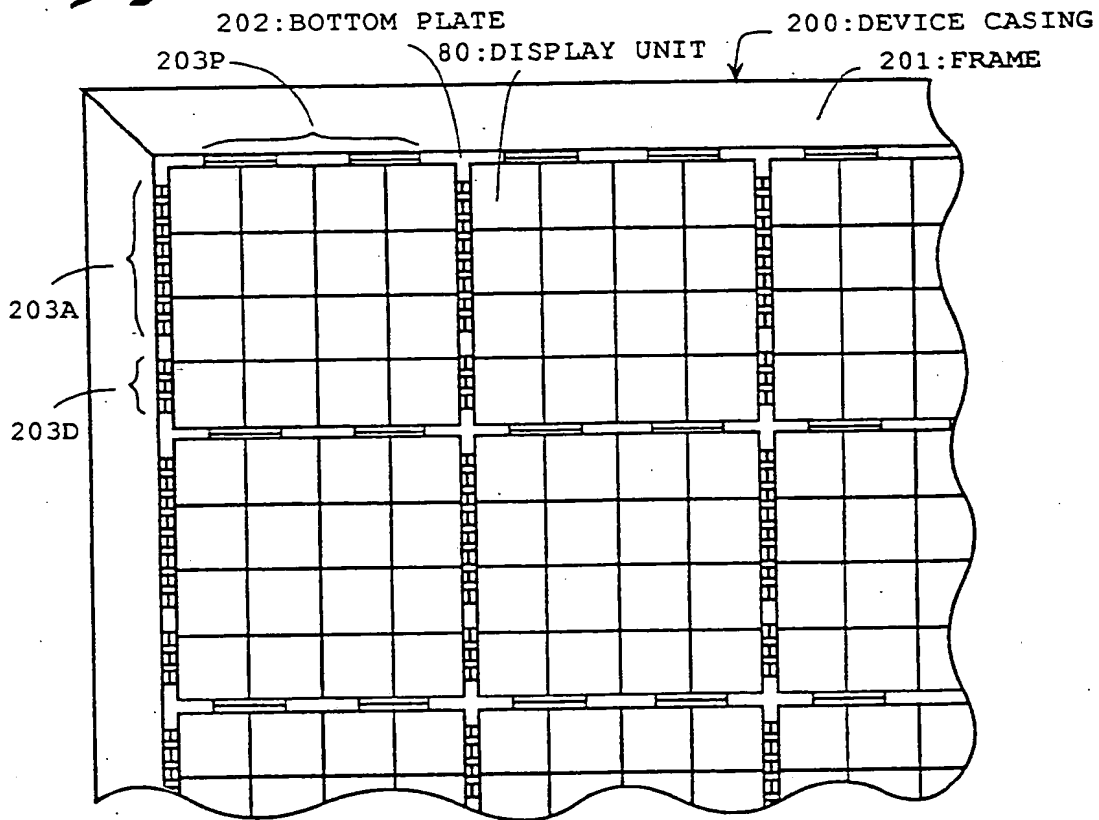 202:BOTTOM PLATE
200:DEVICE CASING
203P
80:DISPLAY UNIT
201:FRAME
203A
203D